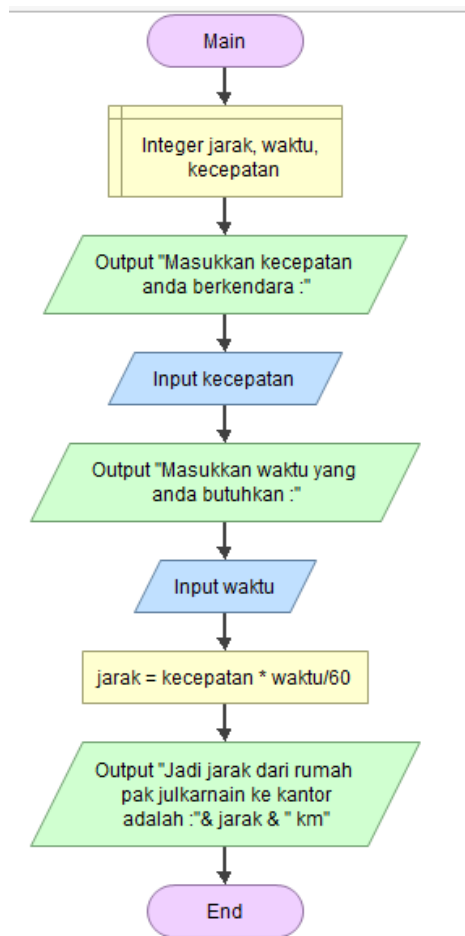 Main
Integer jarak, waktu,
kecepatan
Output "Masukkan kecepatan
anda berkendara :"
Input kecepatan
Output "Masukkan waktu yang
anda butuhkan :"
Input waktu
jarak = kecepatan * waktu/60
Output "Jadi jarak dari rumah
pak julkarnain ke kantor
adalah :"& jarak & " km"
End